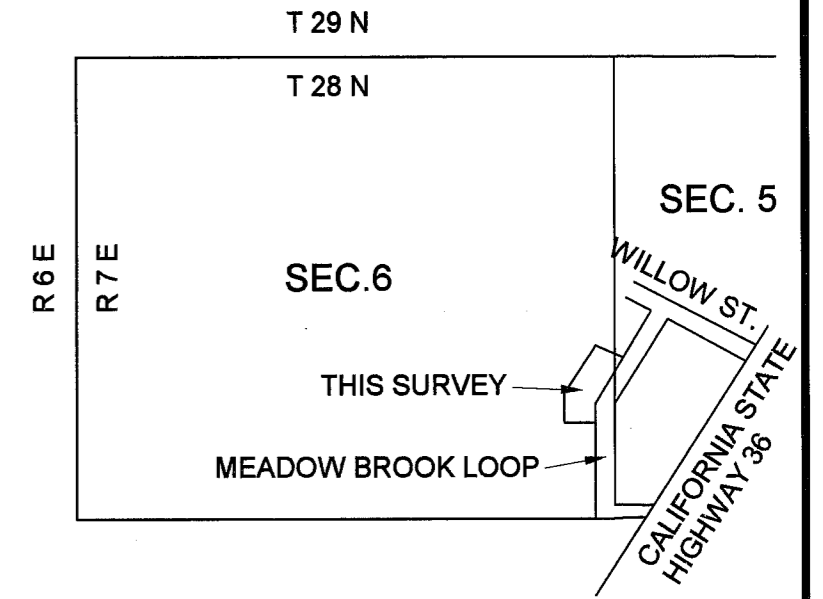 T 29 N
T 28 N
SEC. 5
R 6 E
R 7 E
SEC.6
WILLOW ST.
THIS SURVEY
MEADOW BROOK LOOP
CALIFORNIA STATE
HIGHWAY 36